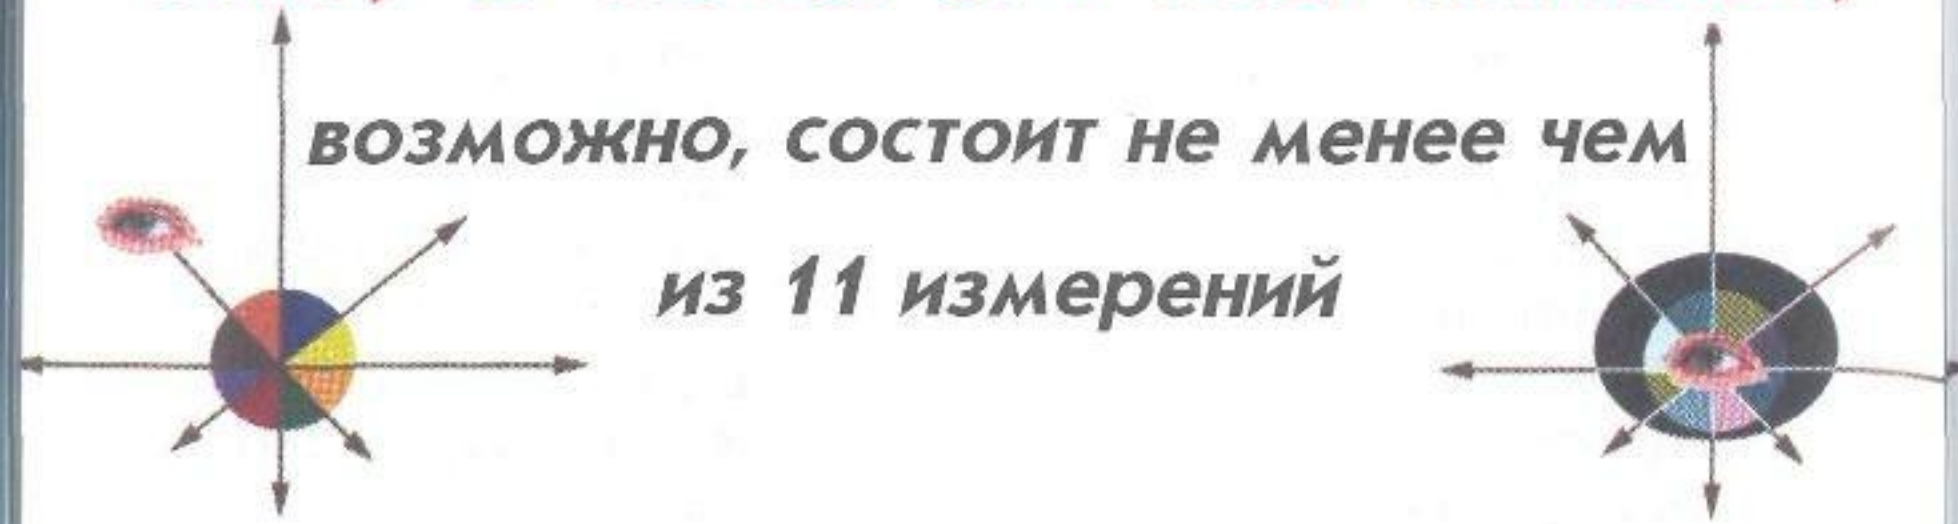 возможно, состоит не менее чем
из 11 измерений